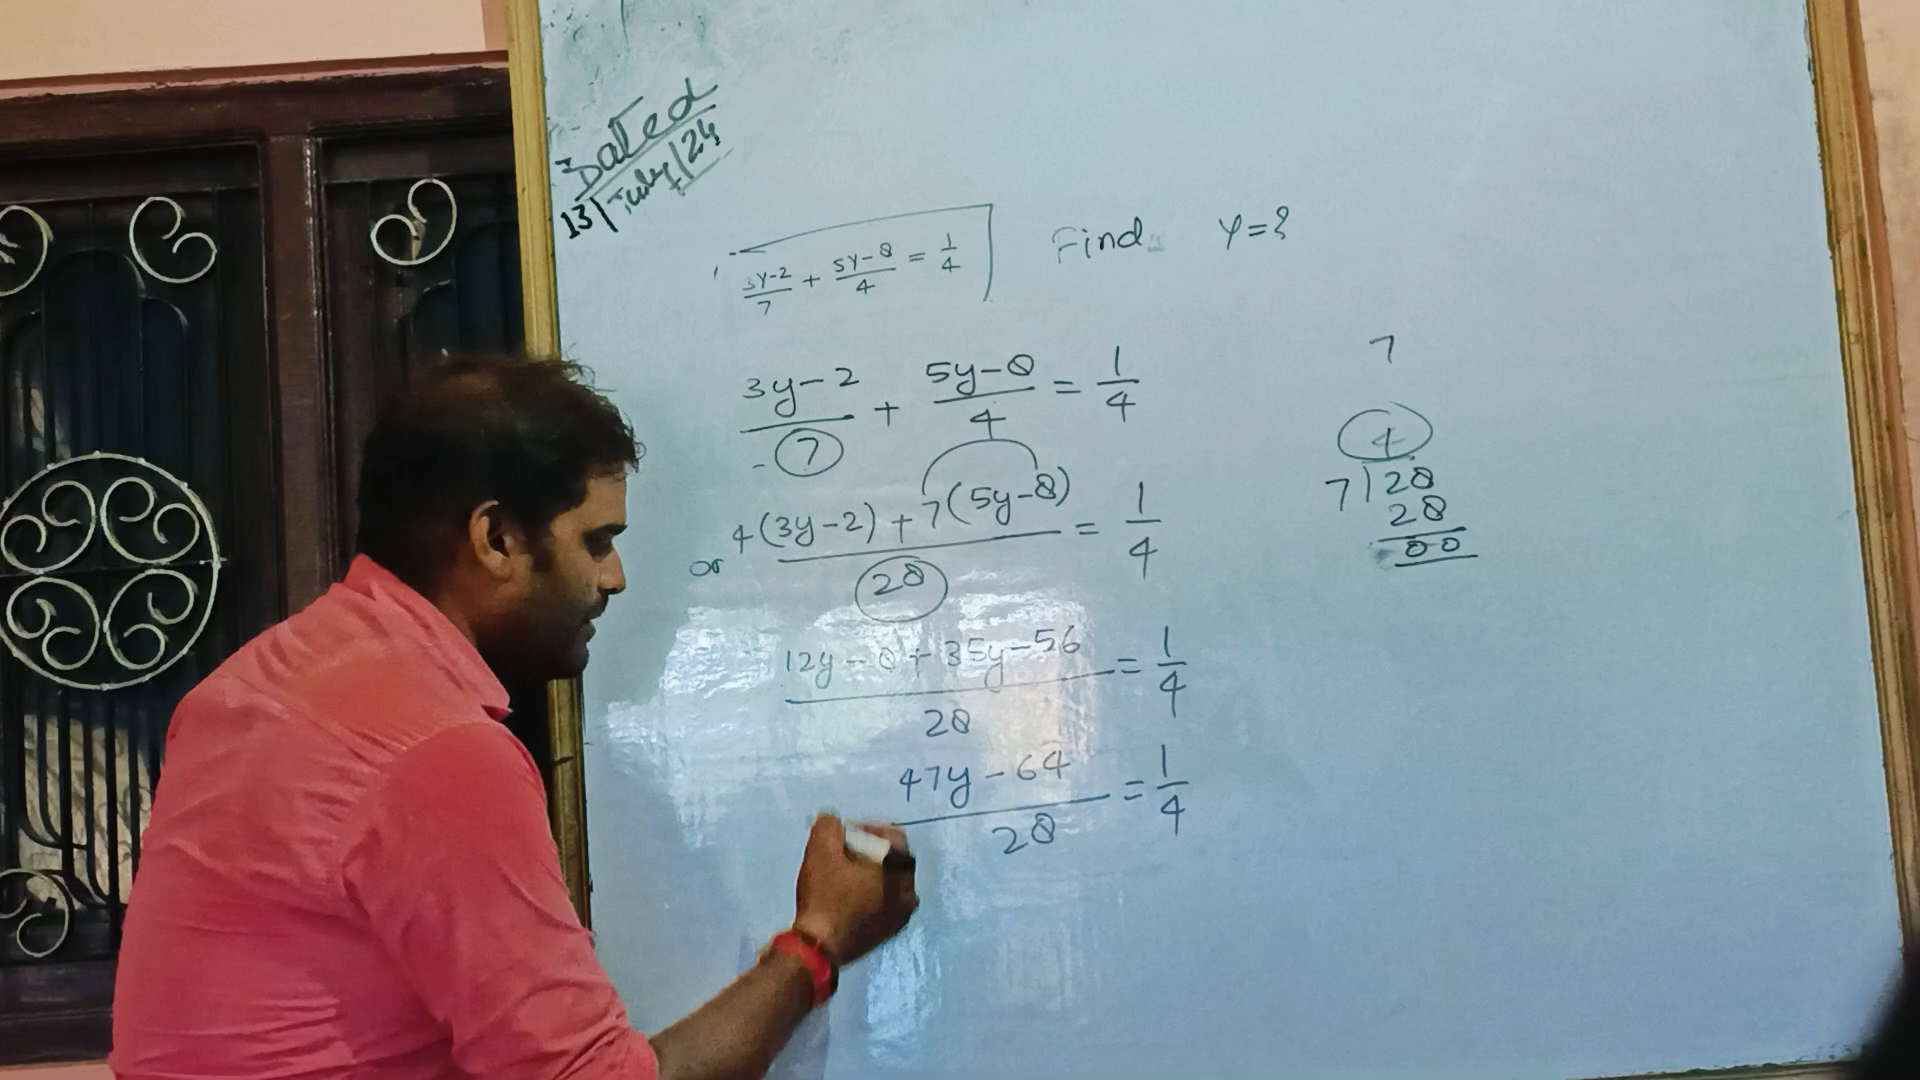 Dated
13/July/24
3y-2/7 + 5y-8/4 = 1/4 Find y=?
3y-2/7 + 5y-8/4 = 1/4
or 4(3y-2)+7(5y-8)/28 = 1/4
12y-8+35y-56/28 = 1/4
47y-64/28 = 1/4
7
4
7)28
28
00